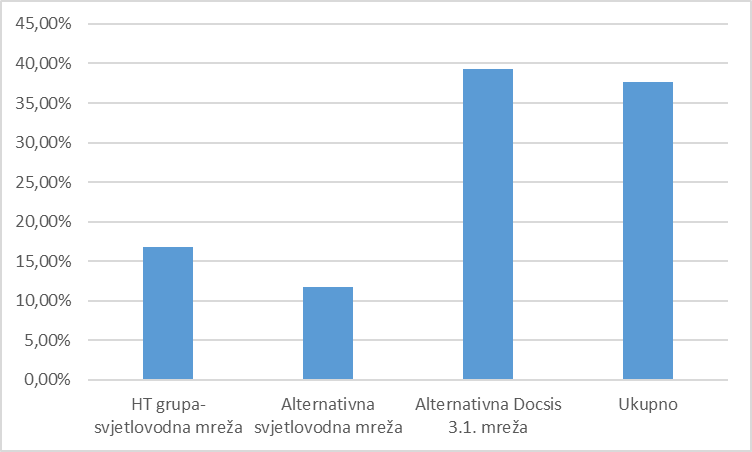 45,00%
40,00%
35,00%
30,00%
25,00%
20,00%
15,00%
10,00%
5,00%
0,00%
HT grupa-
svjetlovodna mreža
Alternativna
svjetlovodna mreža
Alternativna Docsis
3.1. mreža
Ukupno